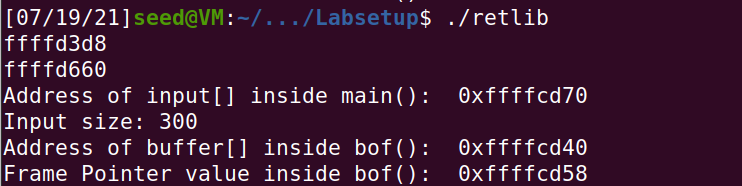 [07/19/21]seed@VM:~/.../Labsetup$ ./retlib
ffffd3d8
ffffd660
Address of input[] inside main():  0xffffcd70
Input size: 300
Address of buffer[] inside bof():  0xffffcd40
Frame Pointer value inside bof():  0xffffcd58